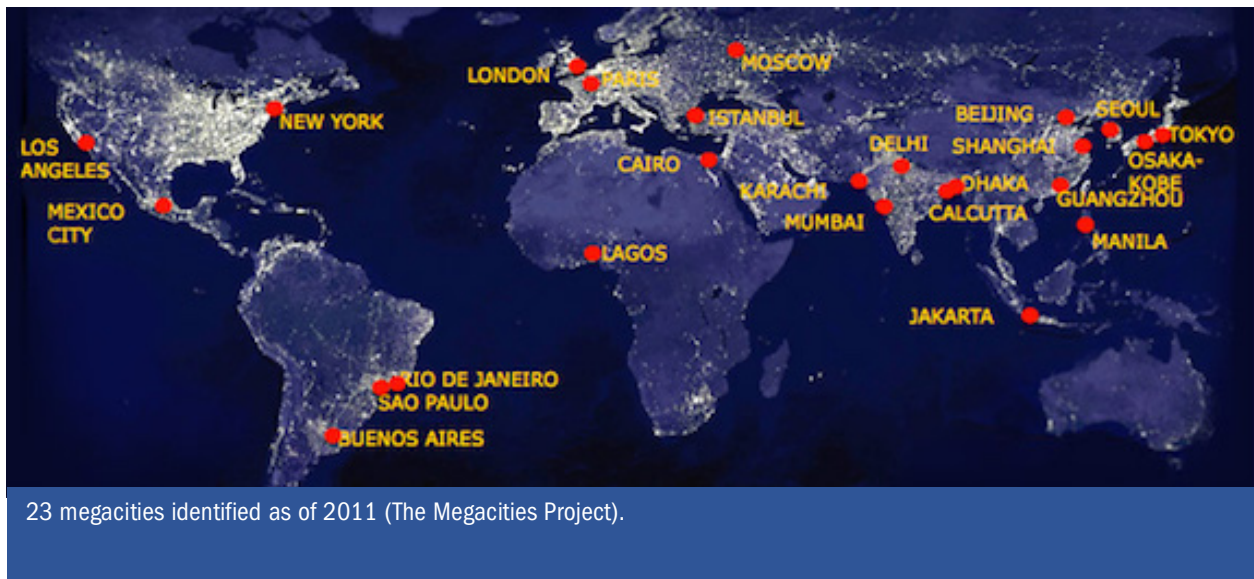 MOSCOW
LONDON
PARIS
NEW YORK
ISTANBUL
BEIJING
SEOUL
LOS
ANGELES
CAIRO
DELHI
SHANGHAI
TOKYO
OSAKA-
KOBE
KARACHI
DHAKA
GUANGZHOU
MEXICO
CITY
MUMBAI
CALCUTTA
MANILA
LAGOS
JAKARTA
RIO DE JANEIRO
SAO PAULO
BUENOS AIRES
23 megacities identified as of 2011 (The Megacities Project).